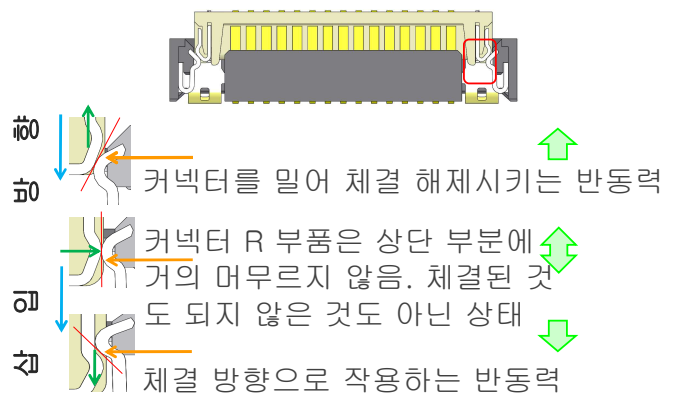 커넥터를 밀어 체결 해제시키는 반동력
커넥터 R 부품은 상단 부분에
거의 머무르지 않음. 체결된 것
도 되지 않은 것도 아닌 상태
체결 방향으로 작용하는 반동력
삽 입 방 향